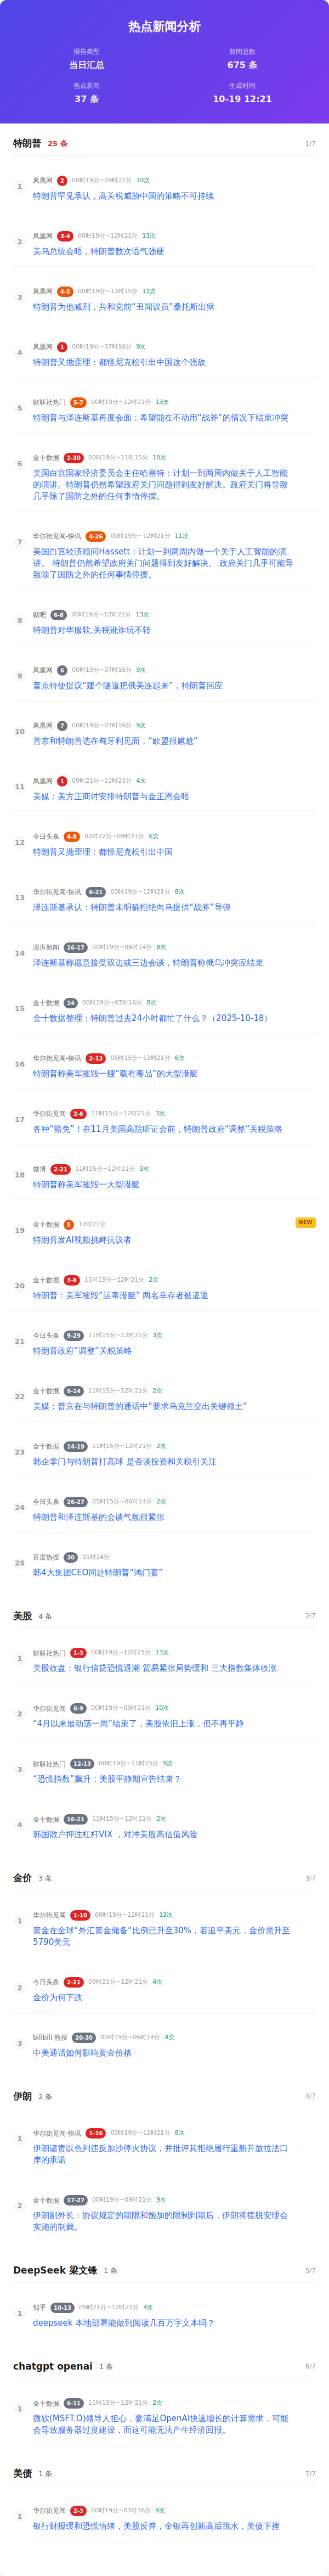 热点新闻分析
报告类型
当日汇总
新闻总数
675 条
热点新闻
37 条
生成时间
10-19 12:21
特朗普 25 条 1/7
1
凤凰网 2 00时19分~09时21分 10次
特朗普罕见承认，高关税威胁中国的策略不可持续
2
凤凰网 3-4 00时19分~12时21分 13次
美乌总统会晤，特朗普数次语气强硬
3
凤凰网 4-5 00时19分~11时15分 11次
特朗普为他减刑，共和党前“丑闻议员”桑托斯出狱
4
凤凰网 1 00时19分~07时16分 9次
特朗普又抛歪理：都怪尼克松引出中国这个强敌
5
财联社热门 5-7 00时19分~12时21分 13次
特朗普与泽连斯基再度会面：希望能在不动用“战斧”的情况下结束冲突
6
金十数据 2-30 00时19分~11时15分 10次
美国白宫国家经济委员会主任哈塞特：计划一到两周内做关于人工智能
的演讲。特朗普仍然希望政府关门问题得到友好解决。政府关门将导致
几乎除了国防之外的任何事情停摆。
7
华尔街见闻-快讯 4-26 00时19分~12时21分 11次
美国白宫经济顾问Hassett：计划一到两周内做一个关于人工智能的演
讲。 特朗普仍然希望政府关门问题得到友好解决。 政府关门几乎可能导
致除了国防之外的任何事情停摆。
8
贴吧 6-8 00时19分~12时21分 13次
特朗普对华服软,关税讹诈玩不转
9
凤凰网 6 00时19分~07时16分 9次
普京特使提议“建个隧道把俄美连起来”，特朗普回应
10
凤凰网 7 00时19分~07时16分 9次
普京和特朗普选在匈牙利见面，“欧盟很尴尬”
11
凤凰网 1 09时21分~12时21分 4次
美媒：美方正商讨安排特朗普与金正恩会晤
12
今日头条 4-8 02时22分~09时21分 6次
特朗普又抛歪理：都怪尼克松引出中国
13
华尔街见闻-快讯 6-21 03时19分~12时21分 8次
泽连斯基承认：特朗普未明确拒绝向乌提供“战斧”导弹
14
澎湃新闻 16-17 00时19分~06时14分 8次
泽连斯基称愿意接受双边或三边会谈，特朗普称俄乌冲突应结束
15
金十数据 24 00时19分~07时16分 8次
金十数据整理：特朗普过去24小时都忙了什么？（2025-10-18）
16
华尔街见闻-快讯 2-13 05时15分~12时21分 6次
特朗普称美军摧毁一艘“载有毒品”的大型潜艇
17
华尔街见闻 2-6 11时15分~12时21分 3次
各种“豁免”！在11月美国高院听证会前，特朗普政府“调整”关税策略
18
微博 2-21 11时15分~12时21分 3次
特朗普称美军摧毁一大型潜艇
19
金十数据 5 12时21分 NEW
特朗普发AI视频挑衅抗议者
20
金十数据 3-8 11时15分~12时21分 2次
特朗普：美军摧毁“运毒潜艇” 两名幸存者被遣返
21
今日头条 9-29 11时15分~12时21分 3次
特朗普政府“调整”关税策略
22
金十数据 9-14 11时15分~12时21分 2次
美媒：普京在与特朗普的通话中“要求乌克兰交出关键领土”
23
金十数据 14-19 11时15分~12时21分 2次
韩企掌门与特朗普打高球 是否谈投资和关税引关注
24
今日头条 26-27 05时15分~06时14分 2次
特朗普和泽连斯基的会谈气氛很紧张
25
百度热搜 30 01时14分
韩4大集团CEO同赴特朗普“鸿门宴”
美股 4 条 2/7
1
财联社热门 1-3 00时19分~12时21分 13次
美股收盘：银行信贷恐慌退潮 贸易紧张局势缓和 三大指数集体收涨
2
华尔街见闻 6-9 00时19分~09时21分 10次
“4月以来最动荡一周”结束了，美股依旧上涨，但不再平静
3
财联社热门 12-13 00时19分~11时15分 9次
“恐慌指数”飙升：美股平静期宣告结束？
4
金十数据 16-21 11时15分~12时21分 2次
韩国散户押注杠杆VIX ，对冲美股高估值风险
金价 3 条 3/7
1
华尔街见闻 1-10 00时19分~12时21分 13次
黄金在全球“外汇黄金储备”比例已升至30%，若追平美元，金价需升至
5790美元
2
今日头条 2-21 09时21分~12时21分 4次
金价为何下跌
3
bilibili 热搜 20-30 00时19分~06时14分 4次
中美通话如何影响黄金价格
伊朗 2 条 4/7
1
华尔街见闻-快讯 1-16 03时19分~12时21分 8次
伊朗谴责以色列违反加沙停火协议，并批评其拒绝履行重新开放拉法口
岸的承诺
2
金十数据 17-27 00时19分~09时21分 9次
伊朗副外长：协议规定的期限和施加的限制到期后，伊朗将摆脱安理会
实施的制裁。
DeepSeek 梁文锋 1 条 5/7
1
知乎 10-13 09时21分~12时21分 4次
deepseek 本地部署能做到阅读几百万字文本吗？
chatgpt openai 1 条 6/7
1
金十数据 6-11 11时15分~12时21分 2次
微软(MSFT.O)领导人担心，要满足OpenAI快速增长的计算需求，可能
会导致服务器过度建设，而这可能无法产生经济回报。
美债 1 条 7/7
1
华尔街见闻 2-3 00时19分~07时16分 9次
银行财报缓和恐慌情绪，美股反弹，金银再创新高后跳水，美债下挫